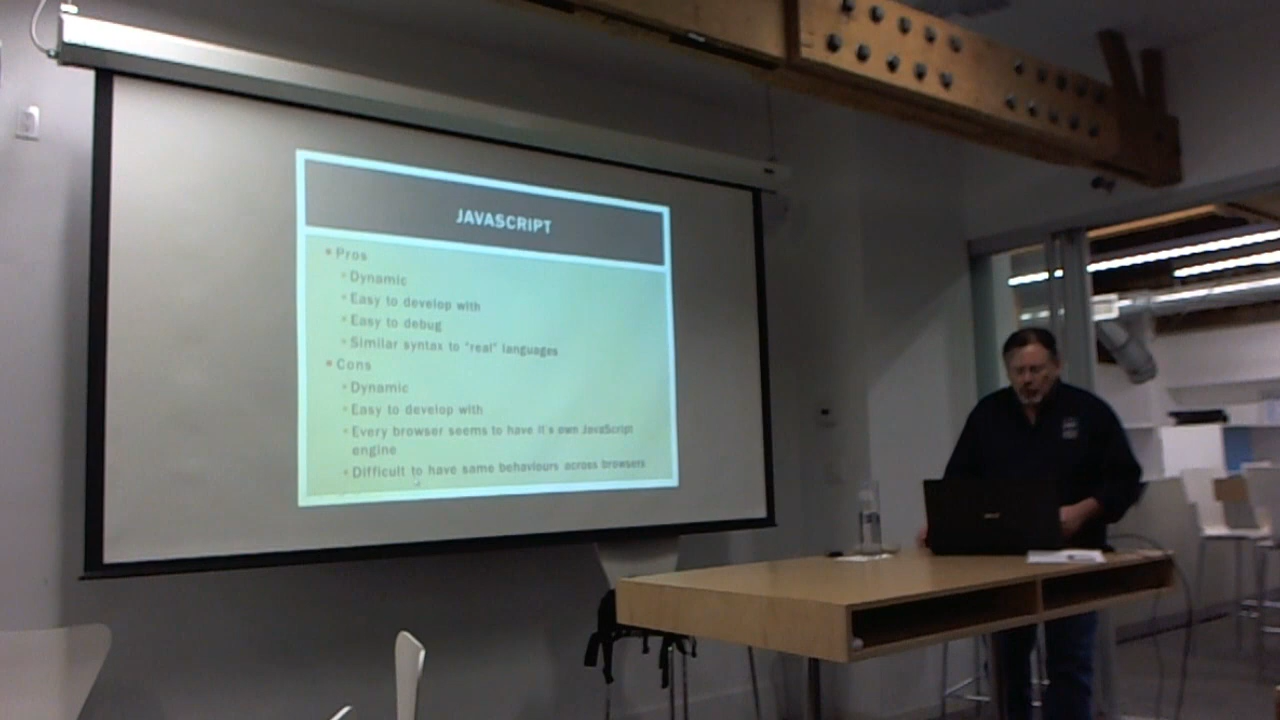 JAVASCRIPT
Pros
Dynamic
Easy to develop with
Easy to debug
Similar syntax to "real" languages
Cons
Dynamic
Easy to develop with
Every browser seems to have it's own JavaScript
engine
Difficult to have same behaviours across browsers